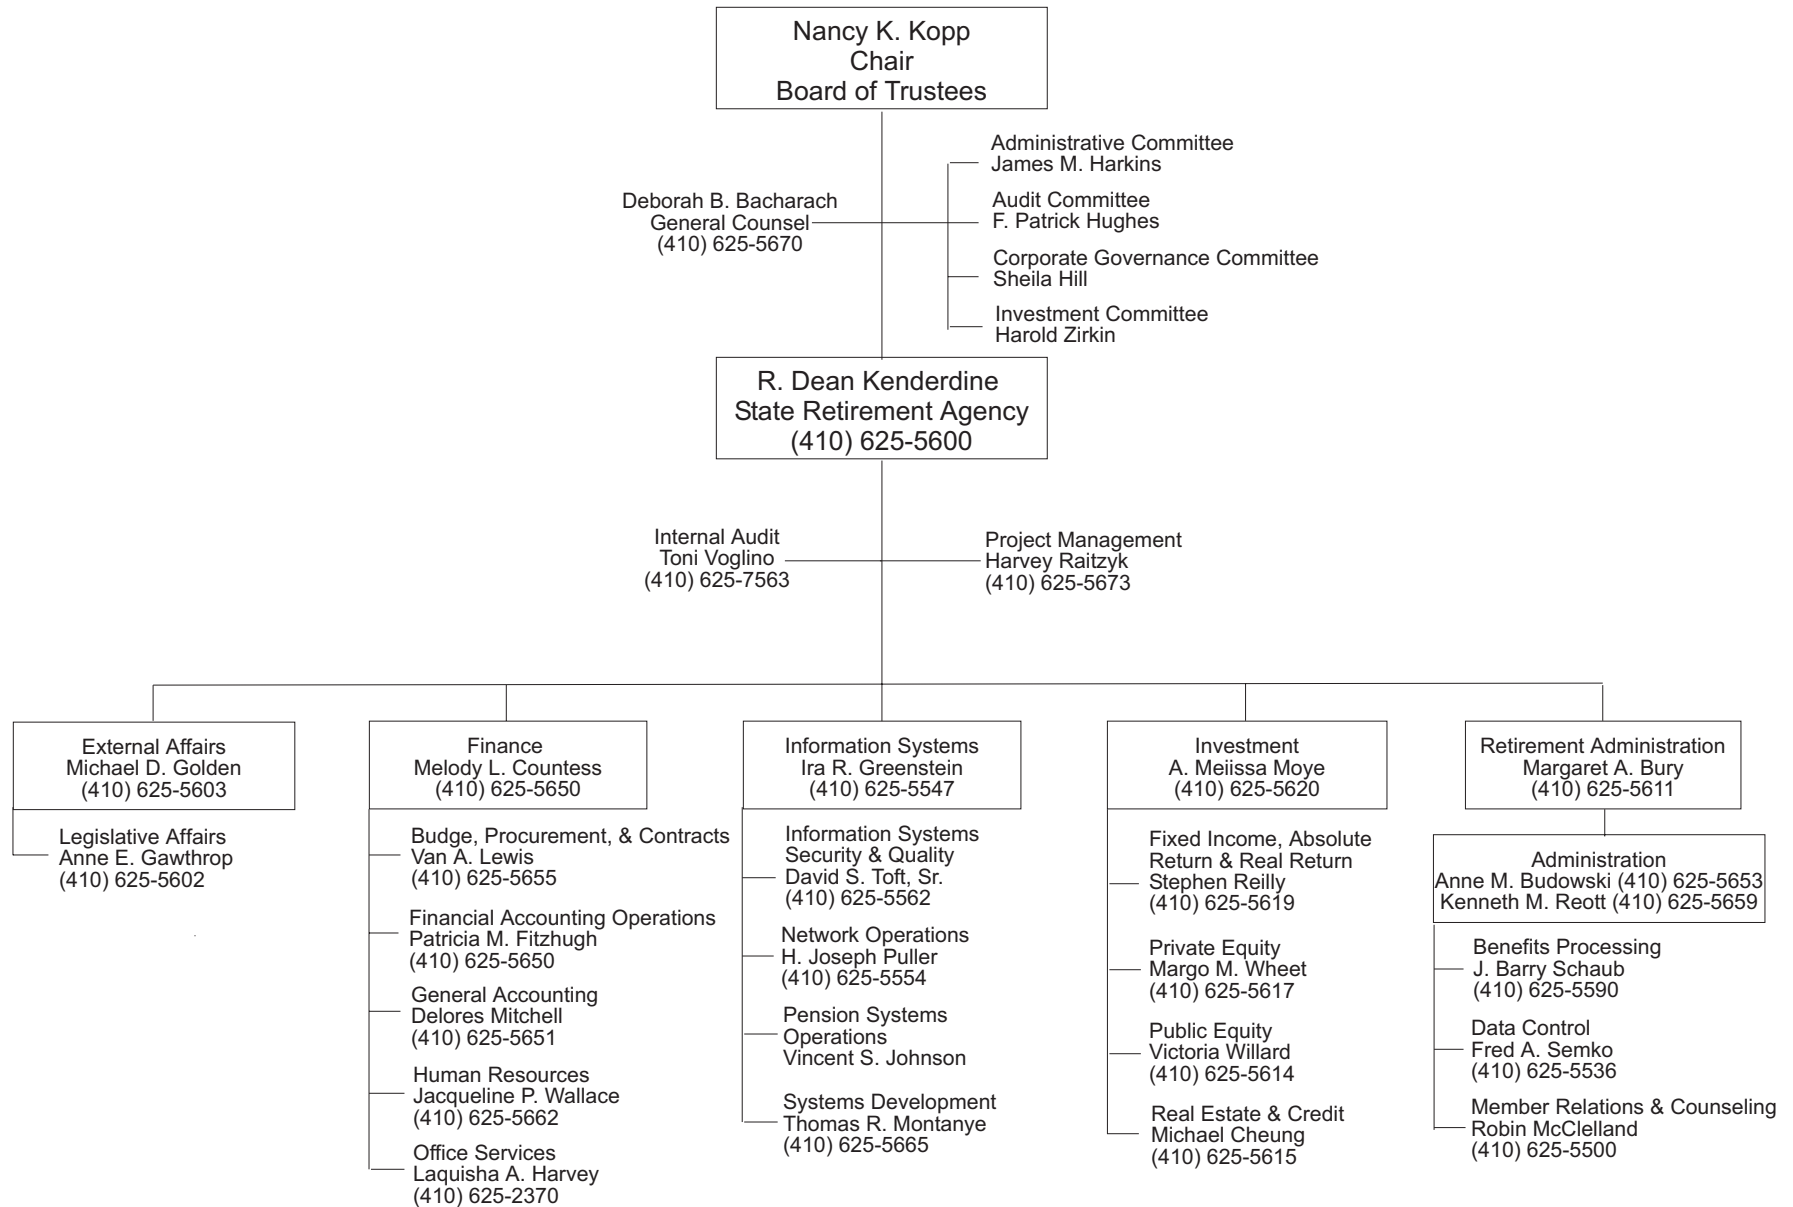 Nancy K. Kopp
Chair
Board of Trustees
Administrative Committee
James M. Harkins
Deborah B. Bacharach
General Counsel
(410) 625-5670
Audit Committee
F. Patrick Hughes
Corporate Governance Committee
Sheila Hill
Investment Committee
Harold Zirkin
R. Dean Kenderdine
State Retirement Agency
(410) 625-5600
Internal Audit
Toni Voglino
(410) 625-7563
Project Management
Harvey Raitzyk
(410) 625-5673
External Affairs
Michael D. Golden
(410) 625-5603
Legislative Affairs
Anne E. Gawthrop
(410) 625-5602
Finance
Melody L. Countess
(410) 625-5650
Budge, Procurement, & Contracts
Van A. Lewis
(410) 625-5655
Financial Accounting Operations
Patricia M. Fitzhugh
(410) 625-5650
General Accounting
Delores Mitchell
(410) 625-5651
Human Resources
Jacqueline P. Wallace
(410) 625-5662
Office Services
Laquisha A. Harvey
(410) 625-2370
Information Systems
Ira R. Greenstein
(410) 625-5547
Information Systems
Security & Quality
David S. Toft, Sr.
(410) 625-5562
Network Operations
H. Joseph Puller
(410) 625-5554
Pension Systems
Operations
Vincent S. Johnson
Systems Development
Thomas R. Montanye
(410) 625-5665
Investment
A. Meiissa Moye
(410) 625-5620
Fixed Income, Absolute
Return & Real Return
Stephen Reilly
(410) 625-5619
Private Equity
Margo M. Wheet
(410) 625-5617
Public Equity
Victoria Willard
(410) 625-5614
Real Estate & Credit
Michael Cheung
(410) 625-5615
Retirement Administration
Margaret A. Bury
(410) 625-5611
Administration
Anne M. Budowski (410) 625-5653
Kenneth M. Reott (410) 625-5659
Benefits Processing
J. Barry Schaub
(410) 625-5590
Data Control
Fred A. Semko
(410) 625-5536
Member Relations & Counseling
Robin McClelland
(410) 625-5500